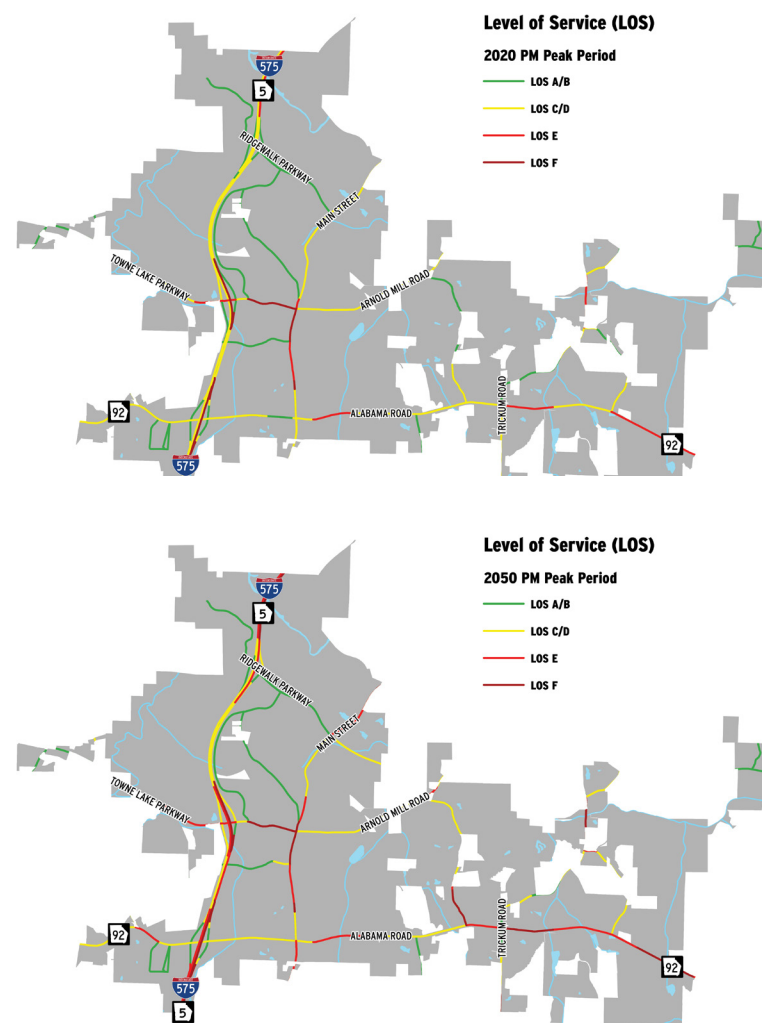 Level of Service (LOS)
2020 PM Peak Period
LOS A/B
LOS C/D
LOS E
LOS F
575
5
RIDGEWALK PARKWAY
MAIN STREET
TOWNE LAKE PARKWAY
ARNOLD MILL ROAD
92
ALABAMA ROAD
TRICKUM ROAD
92
575
Level of Service (LOS)
2050 PM Peak Period
LOS A/B
LOS C/D
LOS E
LOS F
575
5
RIDGEWALK PARKWAY
MAIN STREET
TOWNE LAKE PARKWAY
ARNOLD MILL ROAD
92
ALABAMA ROAD
TRICKUM ROAD
92
575
5